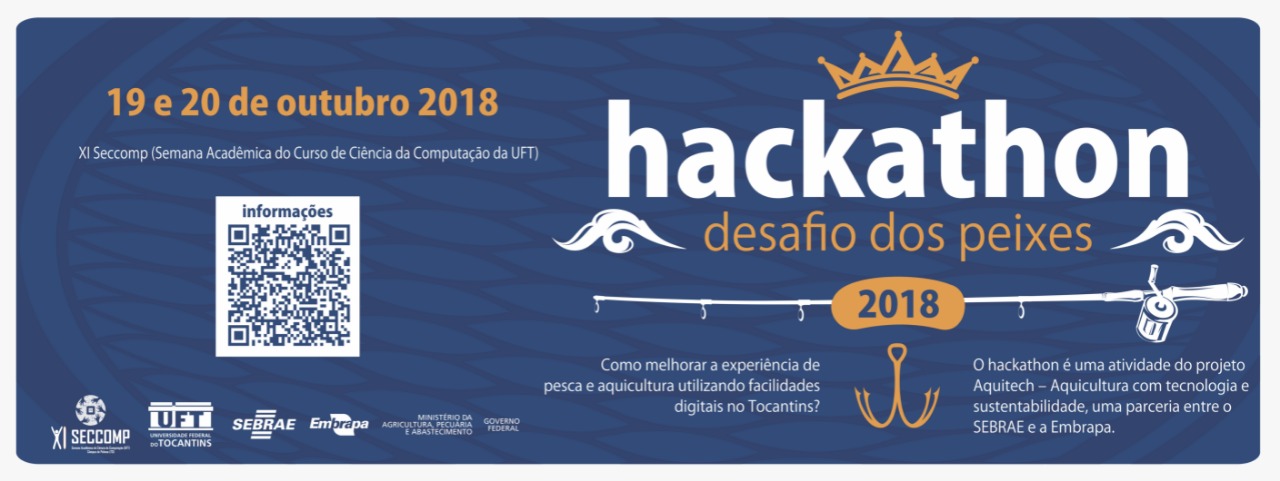 19 e 20 de outubro 2018
XI Seccomp (Semana Acadêmica do Curso de Ciência da Computação da UFT)
informações
hackathon
desafio dos peixes
2018
Como melhorar a experiência de
pesca e aquicultura utilizando facilidades
digitais no Tocantins?
O hackathon é uma atividade do projeto
Aquitech – Aquicultura com tecnologia e
sustentabilidade, uma parceria entre o
SEBRAE e a Embrapa.
XI SECCOMP
UFT
UNIVERSIDADE FEDERAL
DO TOCANTINS
SEBRAE
Embrapa
MINISTÉRIO DA
AGRICULTURA, PECUÁRIA
E ABASTECIMENTO
GOVERNO
FEDERAL